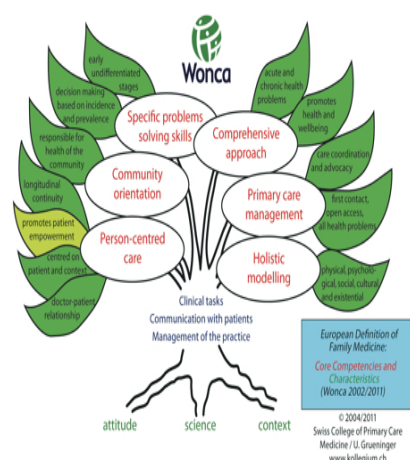 Wonca
early
undifferentiated
stages
decision making
based on incidence
and prevalence
responsible for
health of the
community
longitudinal
continuity
promotes patient
empowerment
centred on
patient and context
doctor-patient
relationship
Specific problems
solving skills
Community
orientation
Person-centred
care
Comprehensive
approach
Primary care
management
Holistic
modelling
acute and
chronic health
problems
promotes
health and
wellbeing
care coordination
and advocacy
first contact,
open access,
all health problems
physical, psycholo-
gical, social, cultural
and existential
Clinical tasks
Communication with patients
Management of the practice
attitude
science
context
European Definition of
Family Medicine:
Core Competencies and
Characteristics
(Wonca 2002/2011)
© 2004/2011
Swiss College of Primary Care
Medicine / U. Grueninger
www.kollegium.ch